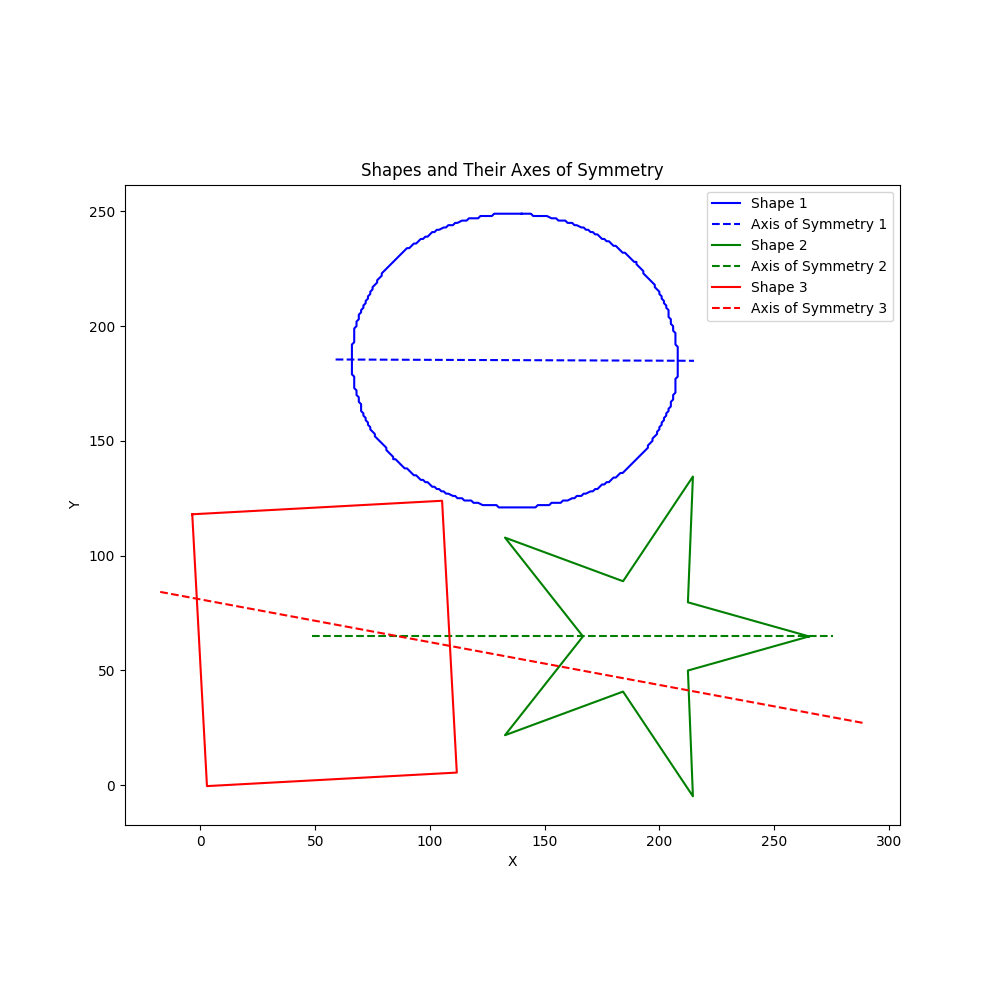 Shapes and Their Axes of Symmetry
Shape 1
Axis of Symmetry 1
Shape 2
Axis of Symmetry 2
Shape 3
Axis of Symmetry 3
250
200
150
100
50
0
Y
0 50 100 150 200 250 300
X